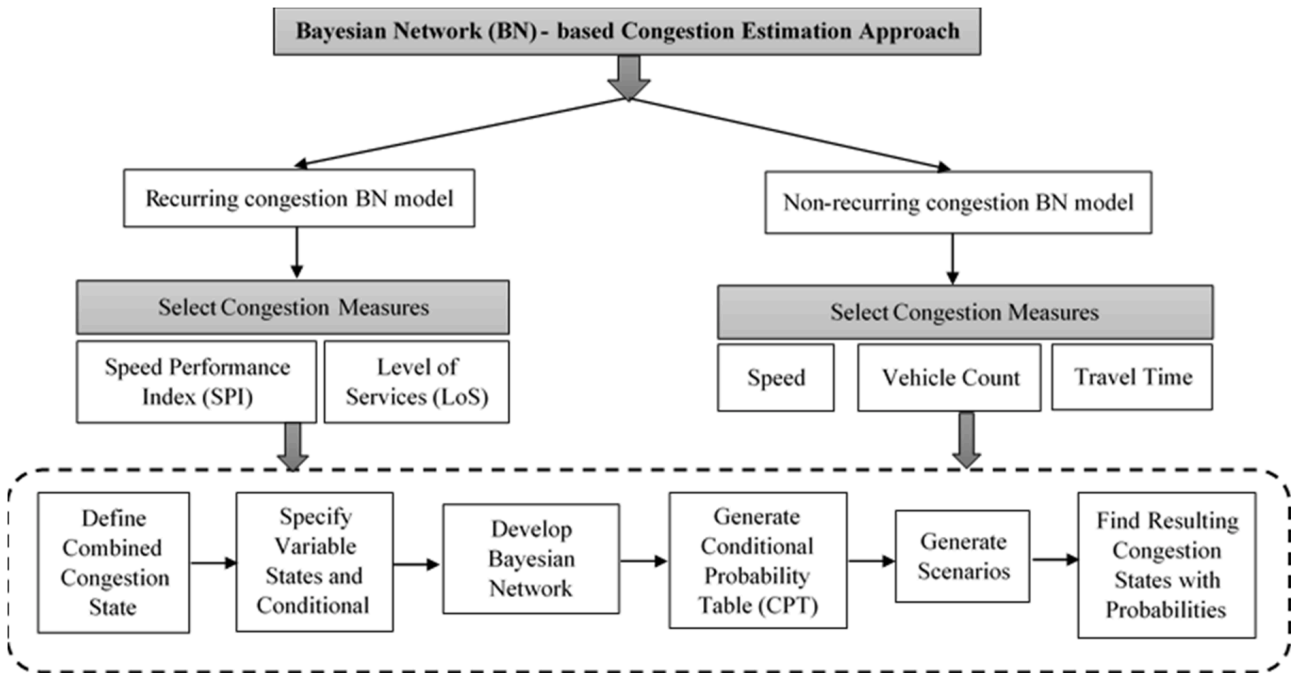 Bayesian Network (BN) - based Congestion Estimation Approach
Recurring congestion BN model
Non-recurring congestion BN model
Select Congestion Measures
Select Congestion Measures
Speed Performance
Index (SPI)
Level of
Services (LoS)
Speed
Vehicle Count
Travel Time
Define
Combined
Congestion
State
Specify
Variable
States and
Conditional
Develop
Bayesian
Network
Generate
Conditional
Probability
Table (CPT)
Generate
Scenarios
Find Resulting
Congestion
States with
Probabilities